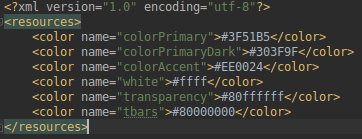 <?xml version="1.0" encoding="utf-8"?>
<resources>
<color name="colorPrimary">#3F51B5</color>
<color name="colorPrimaryDark">#303F9F</color>
<color name="colorAccent">#EE0024</color>
<color name="white">#ffff</color>
<color name="transparency">#80ffffff</color>
<color name="tbars">#80000000</color>
</resources>